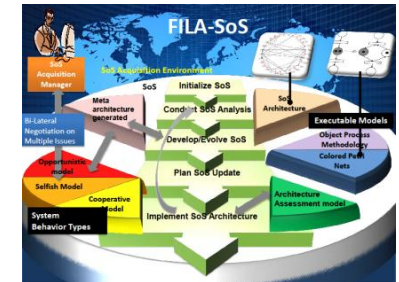 FILA-SoS
SoS
Acquisition
Manager
SoS Acquisition Environment
SoS
Initialize SoS
Meta
architecture
generated
Conduct SoS Analysis
SoS
Architecture
Executable Models
Bi-Lateral
Negotiation on
Multiple Issues
Develop/Evolve SoS
Object Process
Methodology
Colored Petri
Nets
Opportunistic
model
Plan SoS Update
Selfish Model
Cooperative
Model
Architecture
Assessment model
System
Behavior Types
Implement SoS Architecture